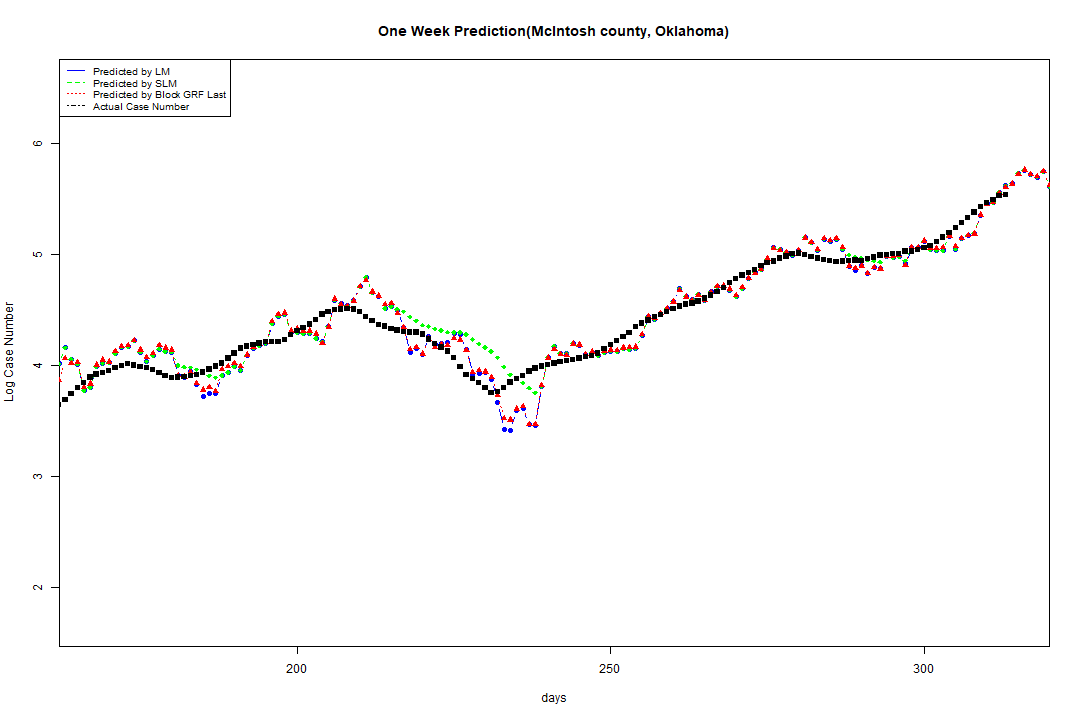 One Week Prediction(McIntosh county, Oklahoma)
Predicted by LM
Predicted by SLM
Predicted by Block GRF Last
Actual Case Number
6
5
4
3
2
Log Case Number
200
250
300
days